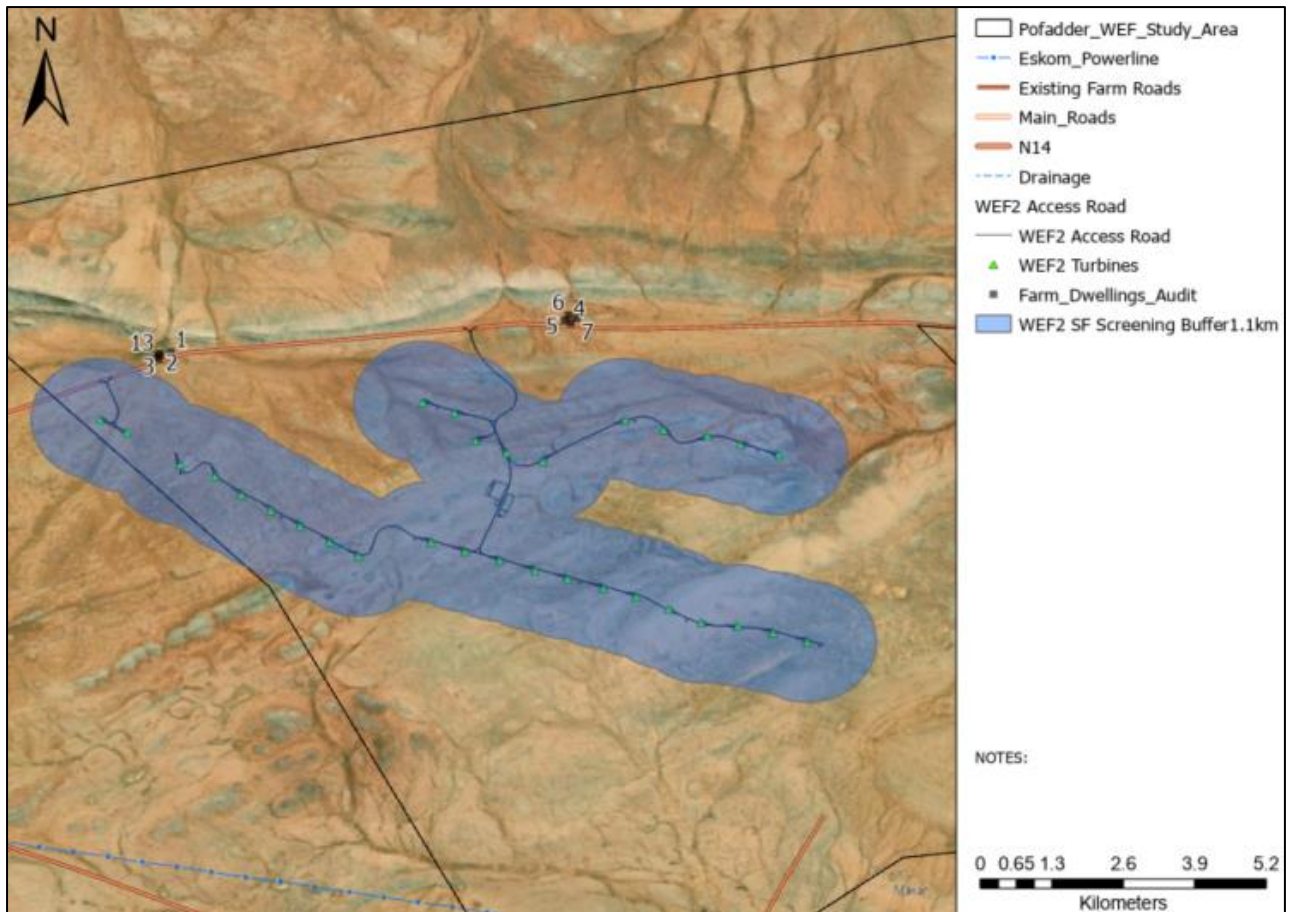 N
6 4
5 7
13 1
3 2
Pofadder_WEF_Study_Area
Eskom_Powerline
Existing Farm Roads
Main_Roads
N14
Drainage
WEF2 Access Road
WEF2 Access Road
WEF2 Turbines
Farm_Dwellings_Audit
WEF2 SF Screening Buffer1.1km
NOTES:
0 0.65 1.3 2.6 3.9 5.2
Kilometers